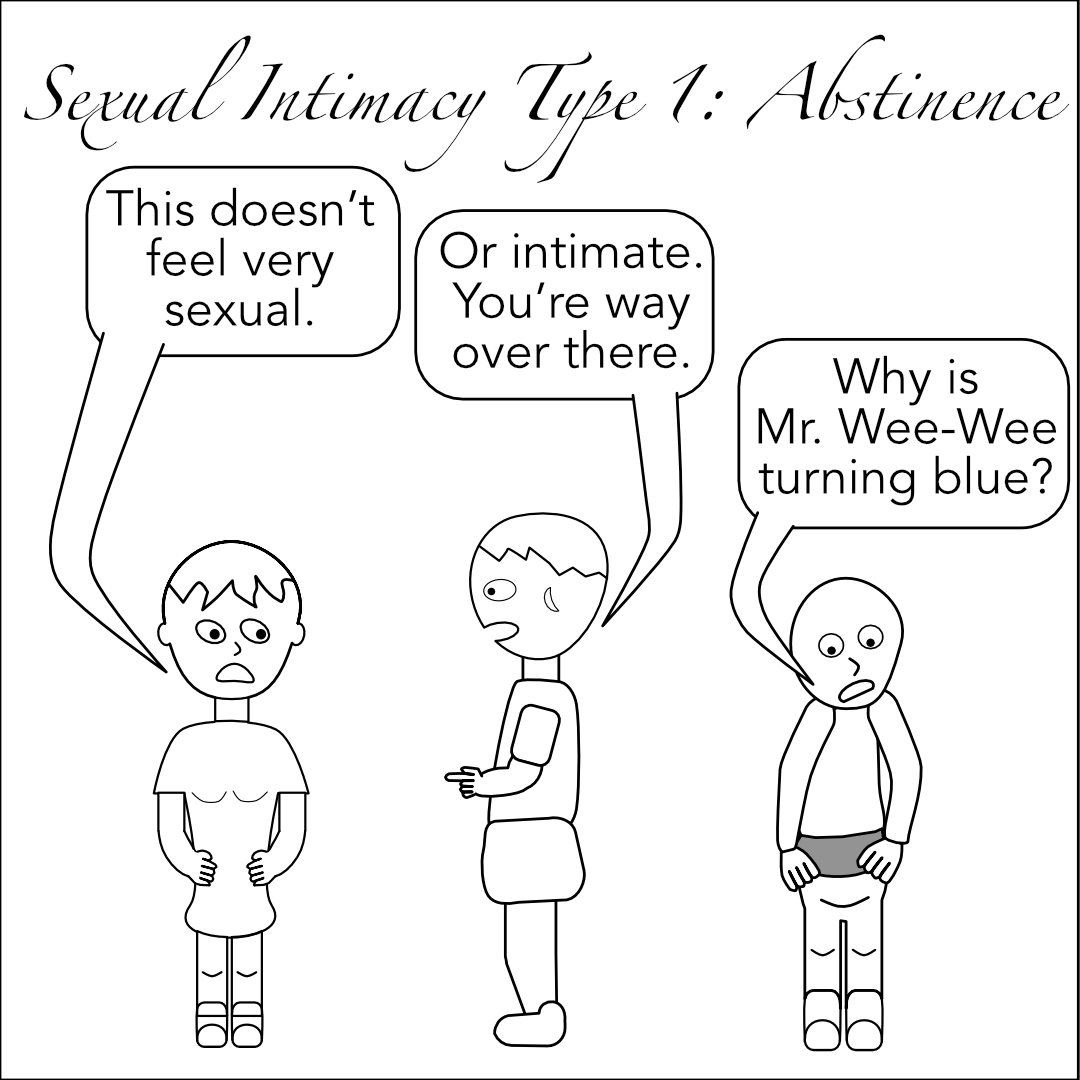 Sexual Intimacy Type 1: Abstinence
This doesn't
feel very
sexual.
Or intimate.
You're way
over there.
Why is
Mr. Wee-Wee
turning blue?